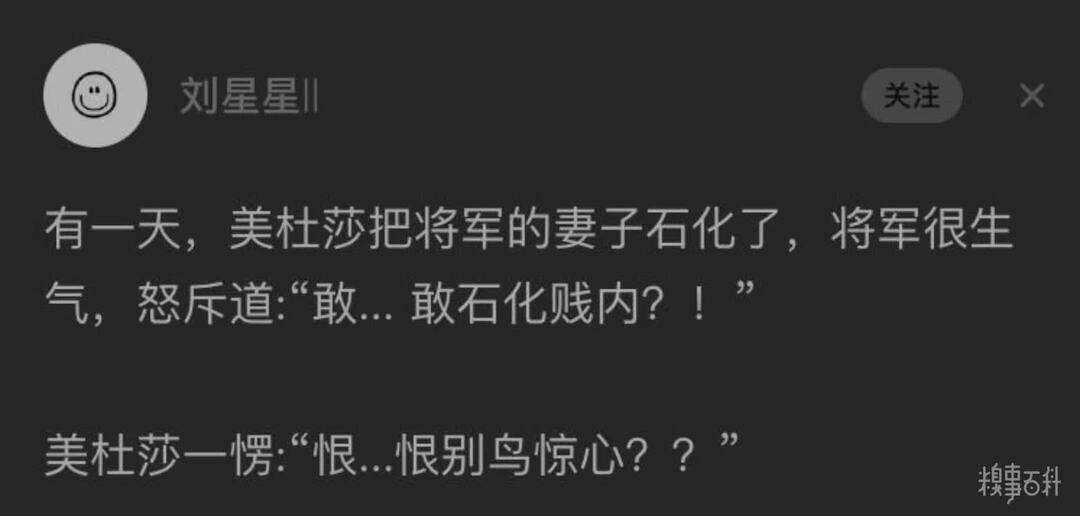 刘星星||
关注
有一天，美杜莎把将军的妻子石化了，将军很生
气，怒斥道:“敢... 敢石化贱内？！”
美杜莎一愣:“恨...恨别鸟惊心？？”
糗事百科